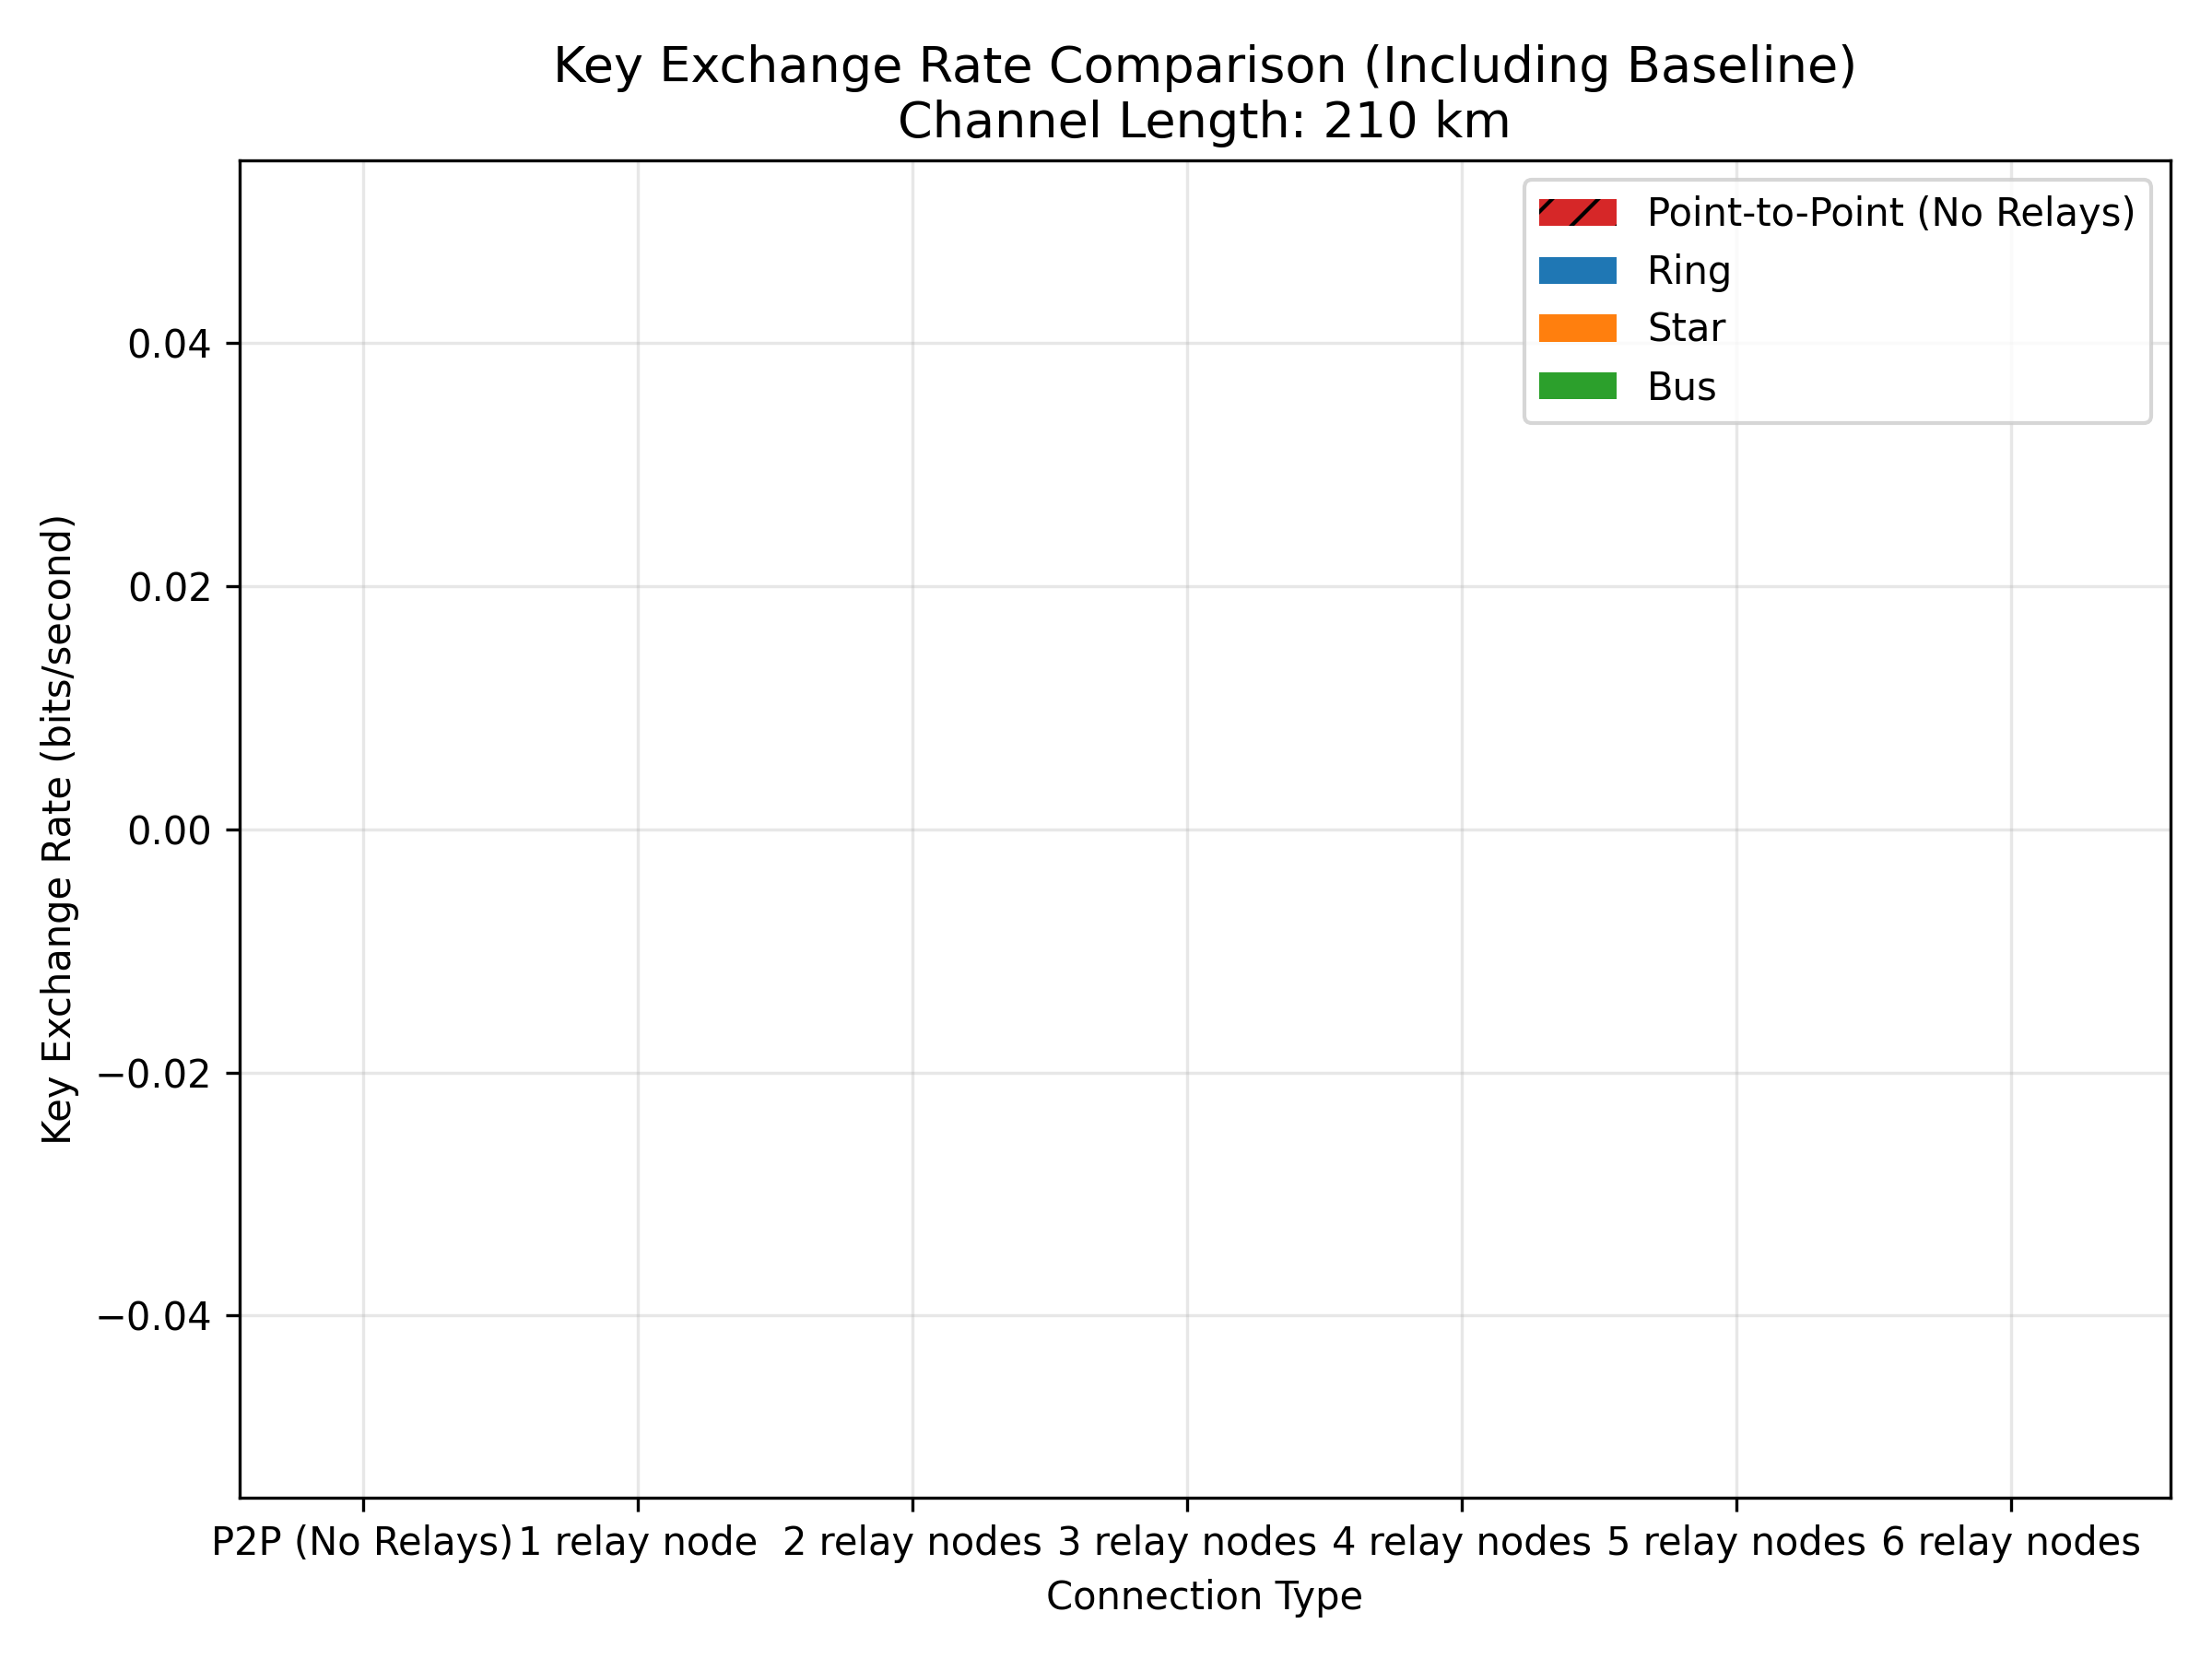 Key Exchange Rate Comparison (Including Baseline)
Channel Length: 210 km
Point-to-Point (No Relays)
Ring
Star
Bus
Key Exchange Rate (bits/second)
0.04
0.02
0.00
−0.02
−0.04
P2P (No Relays) 1 relay node 2 relay nodes 3 relay nodes 4 relay nodes 5 relay nodes 6 relay nodes
Connection Type